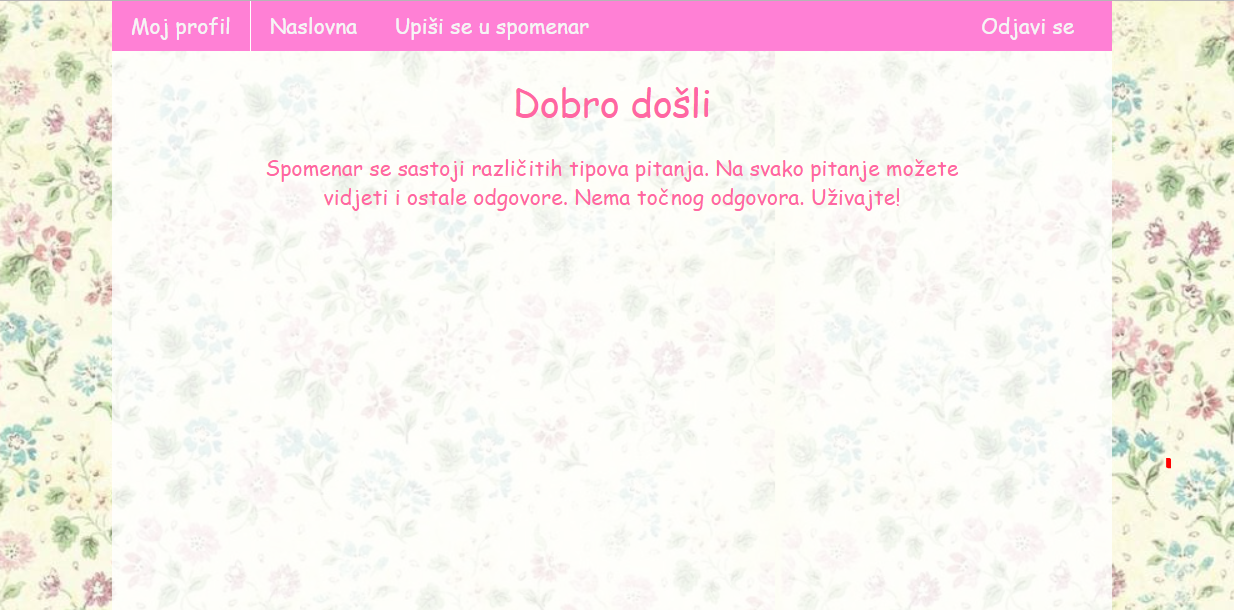 Moj profil Naslovna Upiši se u spomenar Odjavi se
Dobro došli
Spomenar se sastoji različitih tipova pitanja. Na svako pitanje možete
vidjeti i ostale odgovore. Nema točnog odgovora. Uživajte!